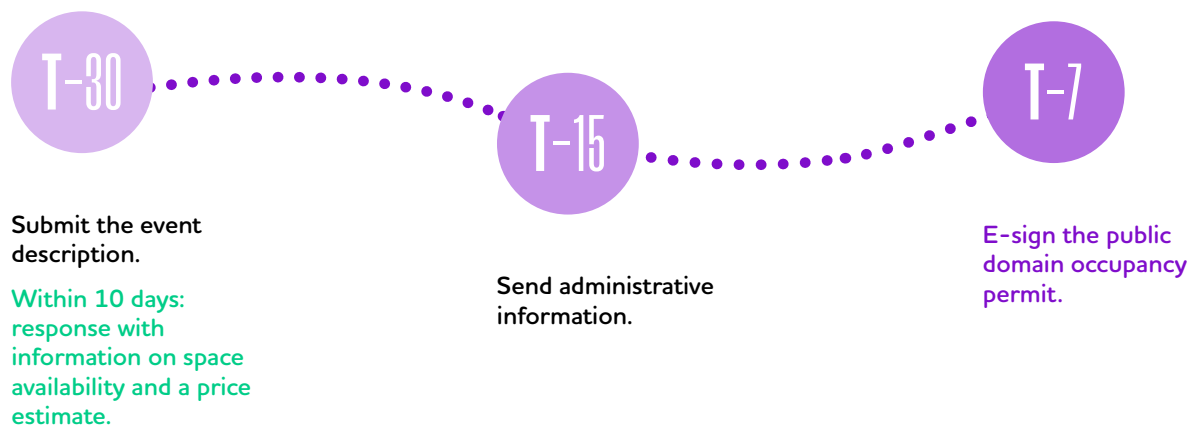 T-30
Submit the event
description.
Within 10 days:
response with
information on space
availability and a price
estimate.
T-15
Send administrative
information.
T-7
E-sign the public
domain occupancy
permit.